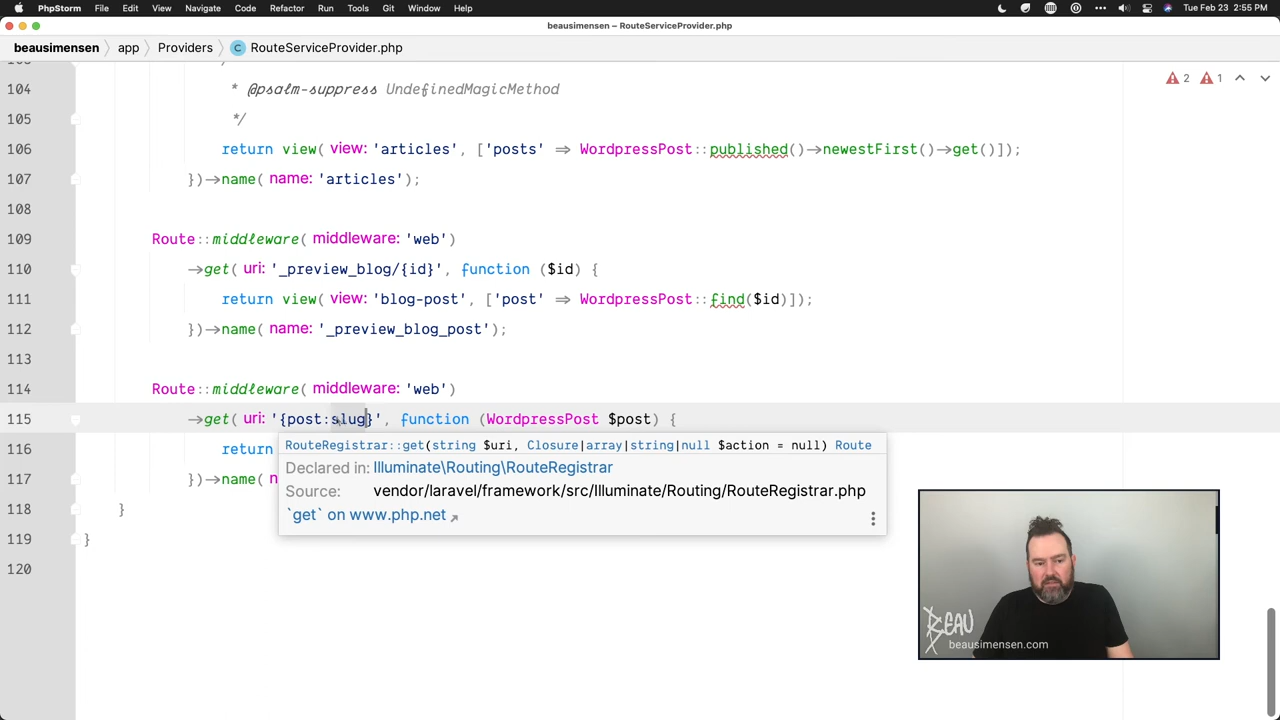 PhpStorm File Edit View Navigate Code Refactor Run Tools Git Window Help Tue Feb 23 2:55 PM
beausimensen – RouteServiceProvider.php
beausimensen app Providers RouteServiceProvider.php
2 1
104 * @psalm-suppress UndefinedMagicMethod
105 */
106 return view( view: 'articles', ['posts' => WordpressPost::published()->newestFirst()->get()]);
107 })->name( name: 'articles');
108
109 Route::middleware( middleware: 'web')
110 ->get( uri: '_preview_blog/{id}', function ($id) {
111 return view( view: 'blog-post', ['post' => WordpressPost::find($id)]);
112 })->name( name: '_preview_blog_post');
113
114 Route::middleware( middleware: 'web')
115 ->get( uri: '{post:slug}', function (WordpressPost $post) {
116 return
RouteRegistrar::get(string $uri, Closure|array|string|null $action = null) Route
Declared in: Illuminate\Routing\RouteRegistrar
117 })->name(
Source: vendor/laravel/framework/src/Illuminate/Routing/RouteRegistrar.php
`get` on www.php.net
118 }
119 }
120
BEAU
beausimensen.com